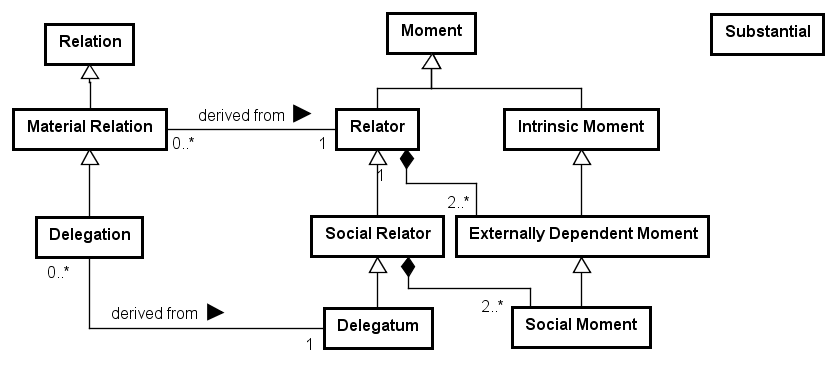 Moment
Substantial
Relation
derived from
Material Relation
Relator
Intrinsic Moment
0..*
1
1
2..*
Delegation
Social Relator
Externally Dependent Moment
0..*
derived from
2..*
Delegatum
Social Moment
1